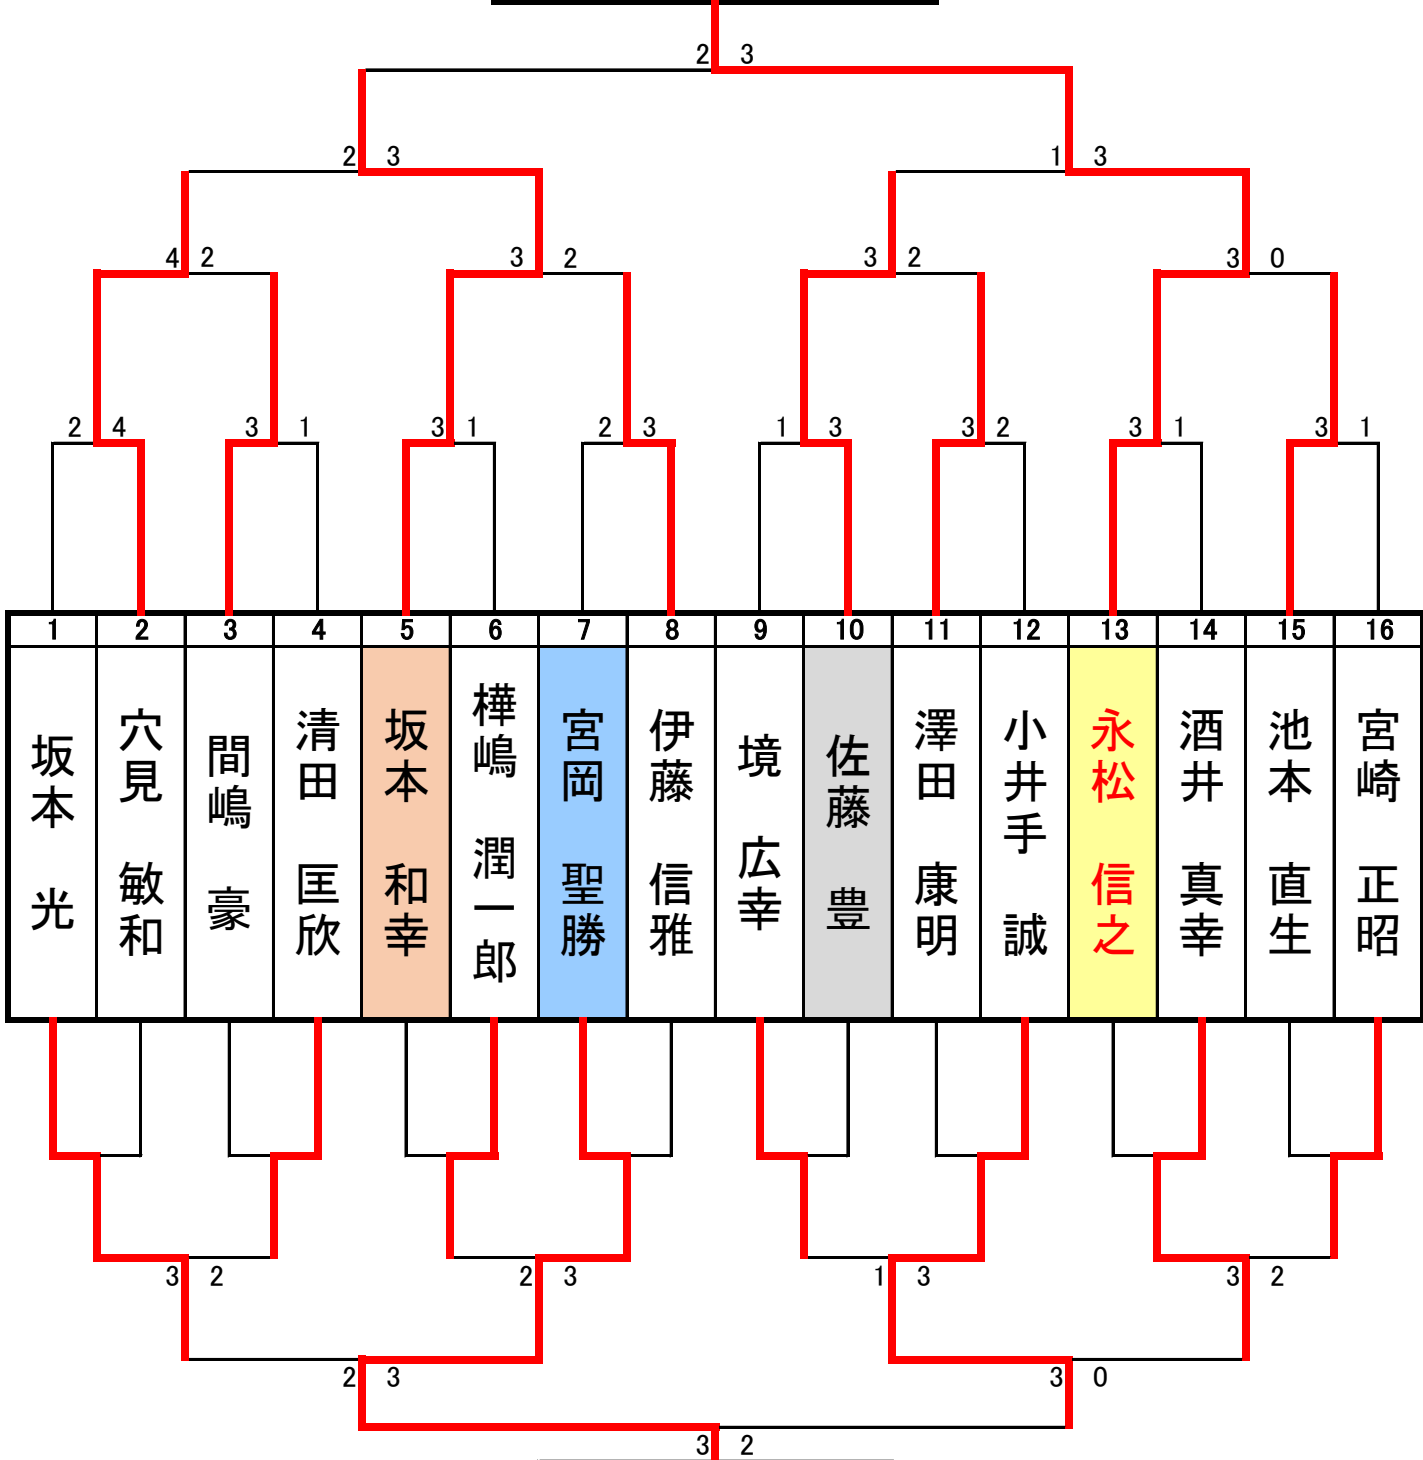 2 3
2 3 1 3
4 2 3 2 3 2 3 0
2 4 3 1 3 1 2 3 1 3 3 2 3 1 3 1
1 2 3 4 5 6 7 8 9 10 11 12 13 14 15 16
坂本 光
穴見 敏和
間嶋 豪
清田 匡欣
坂本 和幸
樺嶋 潤一郎
宮岡 聖勝
伊藤 信雅
境 広幸
佐藤 豊
澤田 康明
小井手 誠
永松 信之
酒井 真幸
池本 直生
宮崎 正昭
3 2 2 3 1 3 3 2
2 3 3 0
3 2